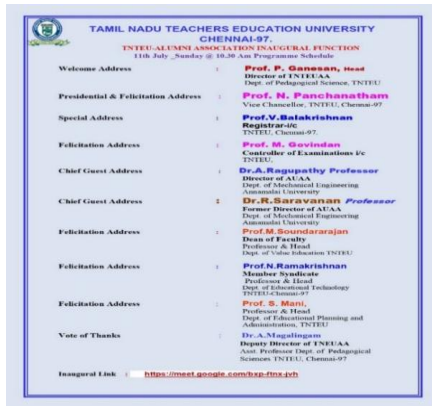 TAMIL NADU TEACHERS EDUCATION UNIVERSITY
CHENNAI-97.
TNTEU-ALUMNI ASSOCIATION INAUGURAL FUNCTION
11th July _Sunday @ 10.30 Am Programme Schedule
Welcome Address : Prof. P. Ganesan, Head
Director of TNTEUAA
Dept. of Pedagogical Science, TNTEU
Presidential & Felicitation Address : Prof. N. Panchanatham
Vice Chancellor, TNTEU, Chennai-97
Special Address : Prof.V.Balakrishnan
Registrar-i/c
TNTEU, Chennai-97.
Felicitation Address : Prof. M. Govindan
Controller of Examinations i/c
TNTEU,
Chief Guest Address : Dr.A.Ragupathy Professor
Director of AUAA
Dept. of Mechanical Engineering
Annamalai University
Chief Guest Address : Dr.R.Saravanan Professor
Former Director of AUAA
Dept. of Mechanical Engineering
Annamalai University
Felicitation Address : Prof.M.Soundararajan
Dean of Faculty
Professor & Head
Dept. of Value Education TNTEU
Felicitation Address : Prof.N.Ramakrishnan
Member Syndicate
Professor & Head
Dept. of Educational Technology
TNTEU-Chennai-97
Felicitation Address : Prof. S. Mani,
Professor & Head
Dept. of Educational Planning and
Administration, TNTEU
Vote of Thanks : Dr.A.Magalingam
Deputy Director of TNEUAA
Asst. Professor Dept. of Pedagogical
Sciences TNTEU, Chennai-97
Inaugural Link : https://meet.google.com/bxp-ftnx-jvh